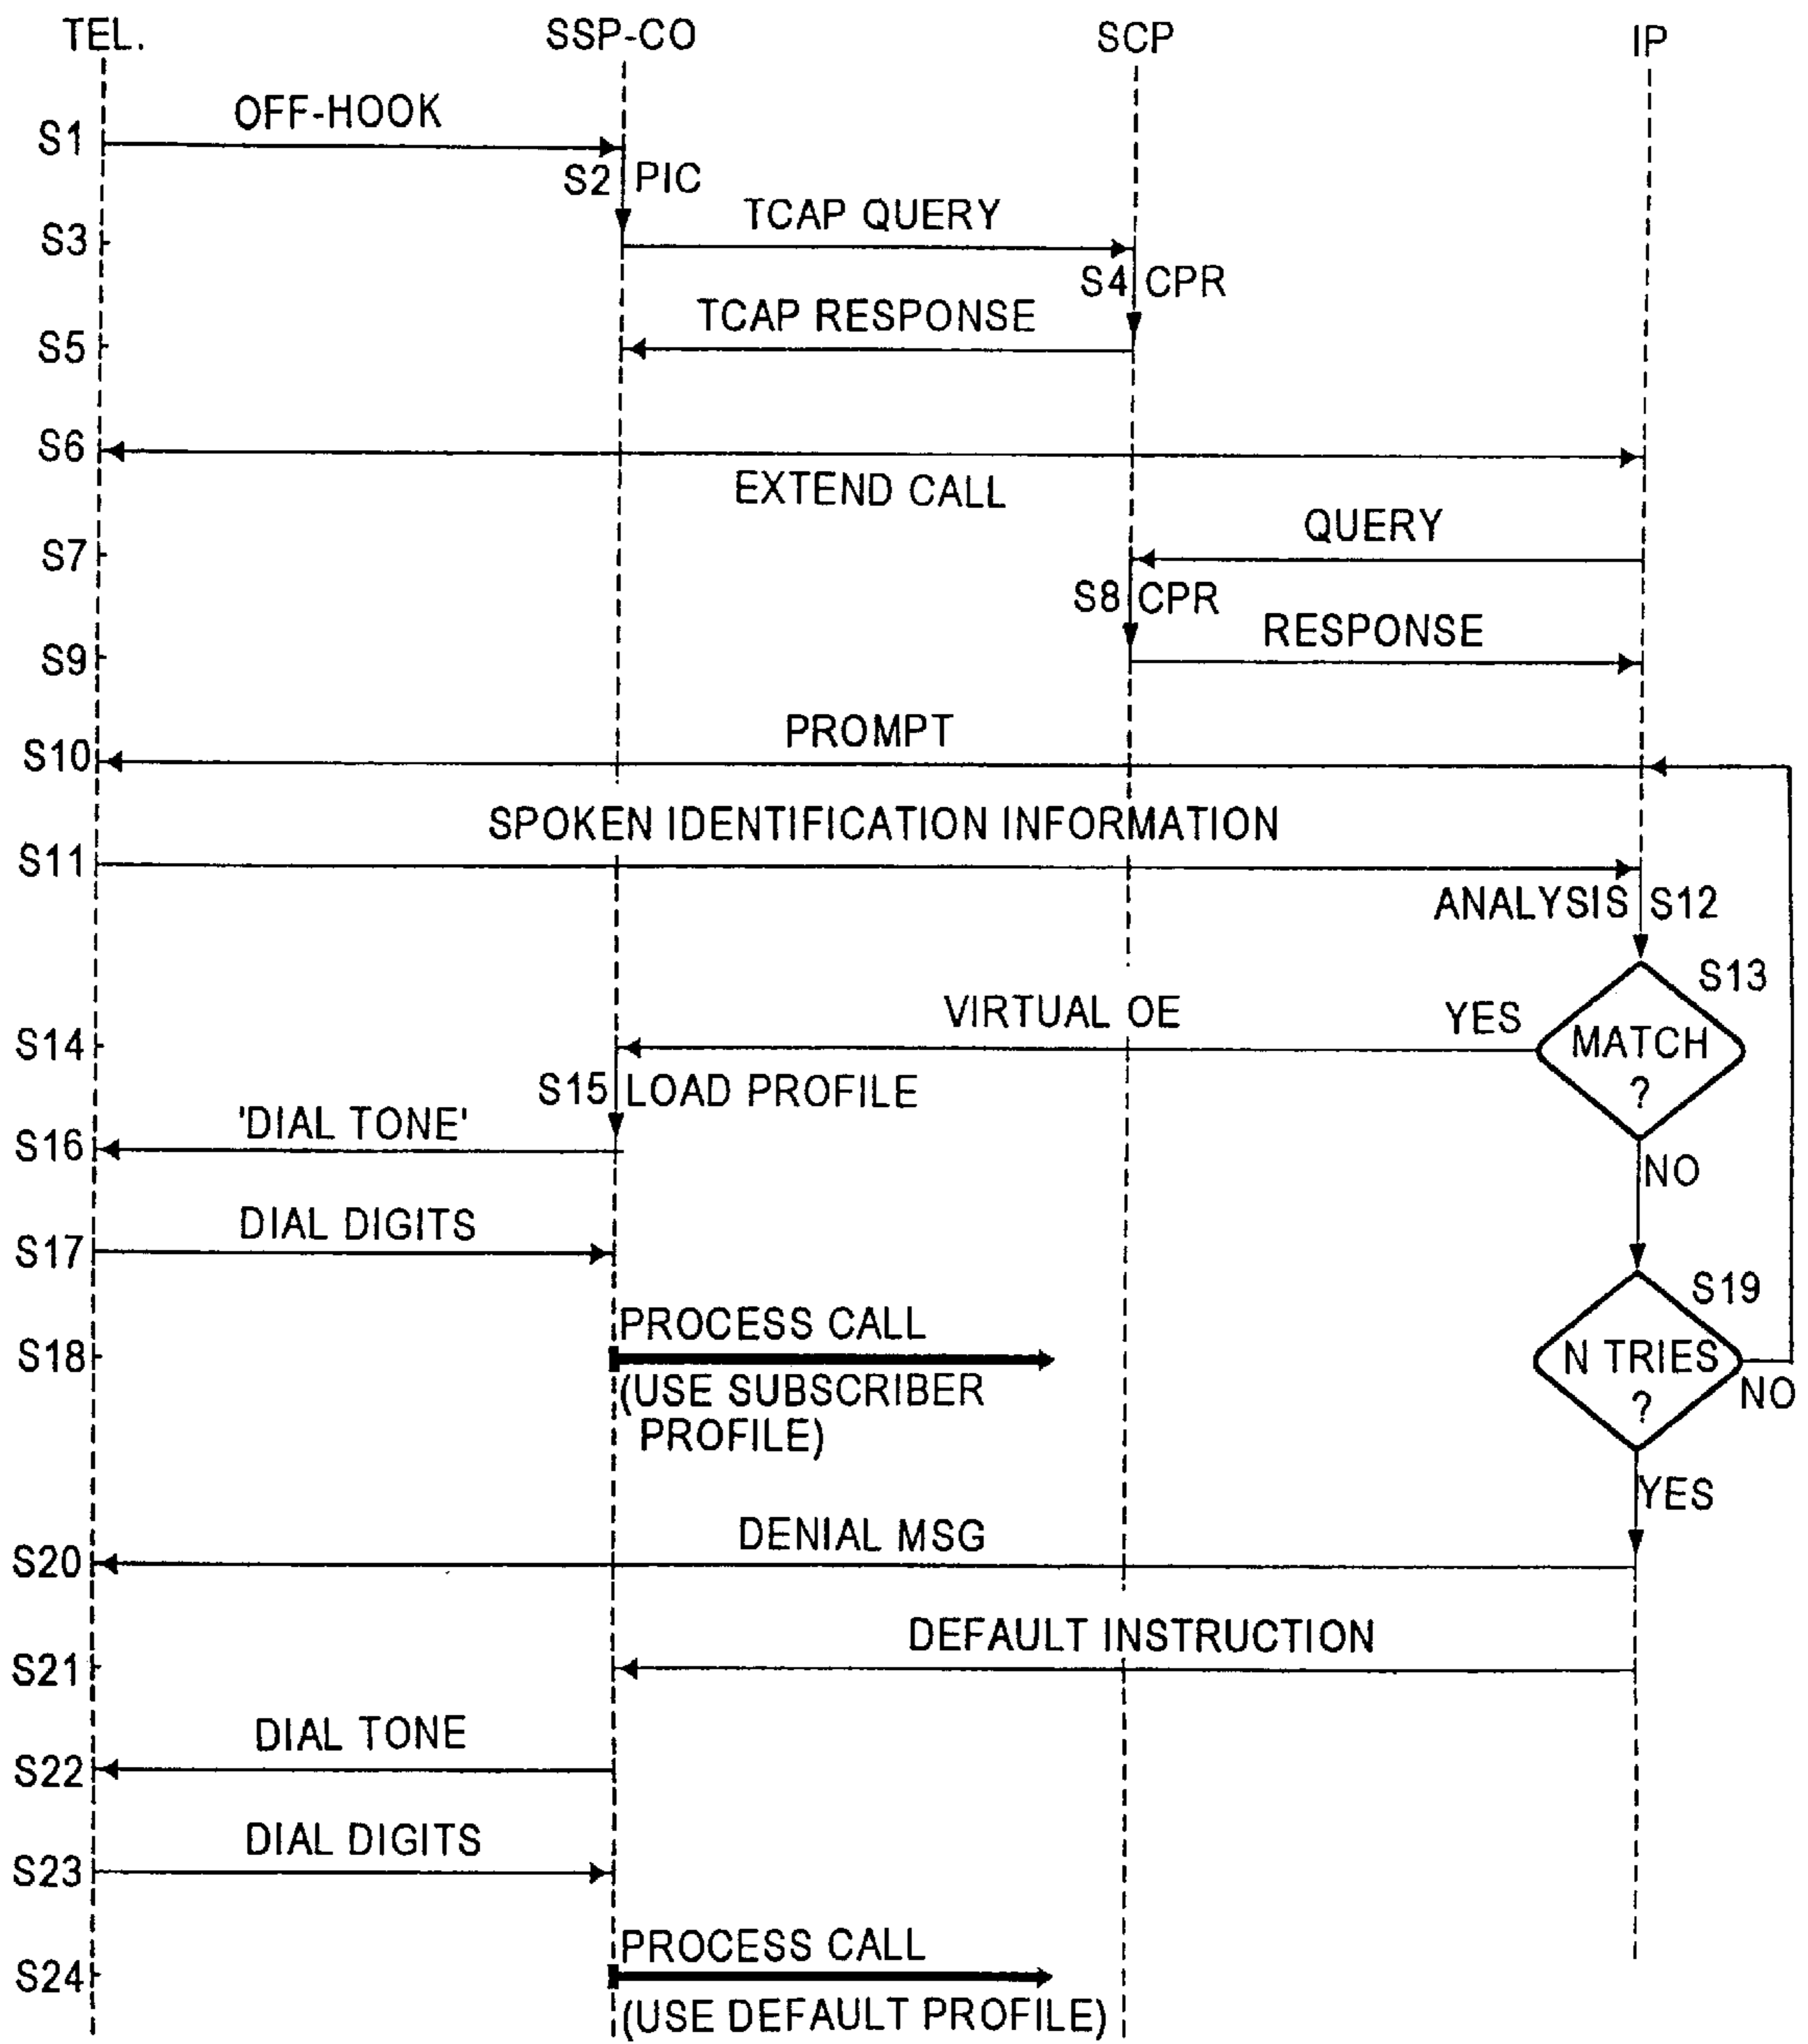 TEL.
SSP-CO
SCP
IP
OFF-HOOK
S1
S2 PIC
TCAP QUERY
S3
S4 CPR
TCAP RESPONSE
S5
S6
EXTEND CALL
QUERY
S7
S8 CPR
RESPONSE
S9
PROMPT
S10
SPOKEN IDENTIFICATION INFORMATION
S11
ANALYSIS S12
S13
VIRTUAL OE
YES
MATCH
?
S14
S15 LOAD PROFILE
'DIAL TONE'
S16
NO
DIAL DIGITS
S17
S19
PROCESS CALL
S18
(USE SUBSCRIBER
PROFILE)
N TRIES
?
NO
YES
DENIAL MSG
S20
DEFAULT INSTRUCTION
S21
DIAL TONE
S22
DIAL DIGITS
S23
PROCESS CALL
S24
(USE DEFAULT PROFILE)